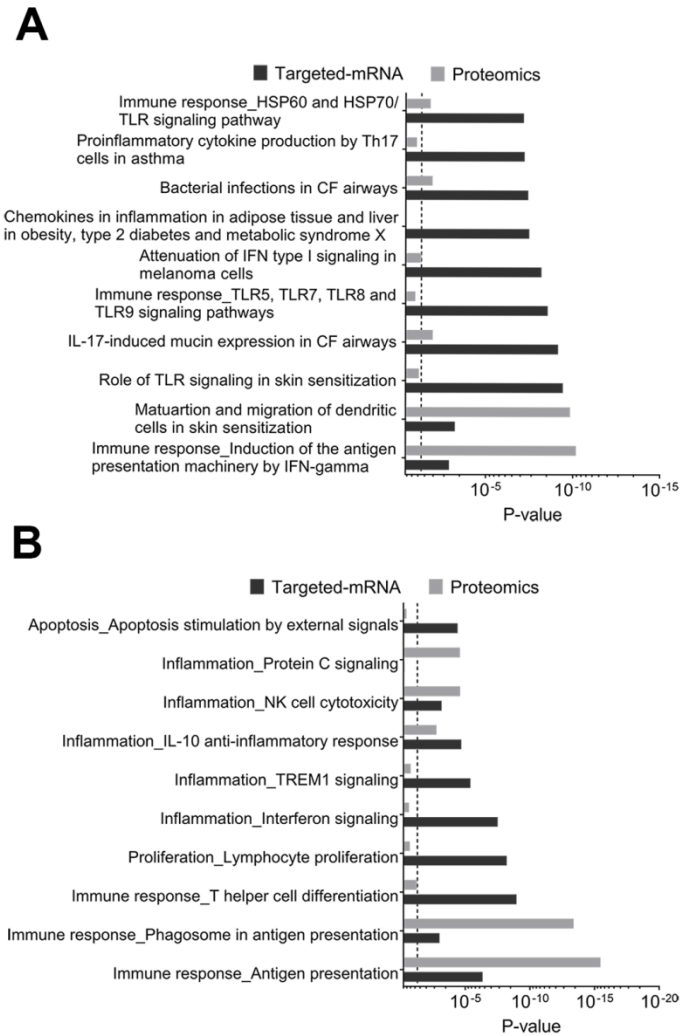 A
Targeted-mRNA Proteomics
Immune response_HSP60 and HSP70/
TLR signaling pathway
Proinflammatory cytokine production by Th17
cells in asthma
Bacterial infections in CF airways
Chemokines in inflammation in adipose tissue and liver
in obesity, type 2 diabetes and metabolic syndrome X
Attenuation of IFN type I signaling in
melanoma cells
Immune response_TLR5, TLR7, TLR8 and
TLR9 signaling pathways
IL-17-induced mucin expression in CF airways
Role of TLR signaling in skin sensitization
Matuartion and migration of dendritic
cells in skin sensitization
Immune response_Induction of the antigen
presentation machinery by IFN-gamma
10-5 10-10 10-15
P-value
B
Targeted-mRNA Proteomics
Apoptosis_Apoptosis stimulation by external signals
Inflammation_Protein C signaling
Inflammation_NK cell cytotoxicity
Inflammation_IL-10 anti-inflammatory response
Inflammation_TREM1 signaling
Inflammation_Interferon signaling
Proliferation_Lymphocyte proliferation
Immune response_T helper cell differentiation
Immune response_Phagosome in antigen presentation
Immune response_Antigen presentation
10-5 10-10 10-15 10-20
P-value